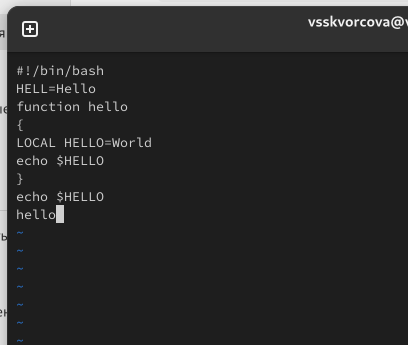 vsskvorcova@
#!/bin/bash
HELL=Hello
function hello
{
LOCAL HELLO=World
echo $HELLO
}
echo $HELLO
hello
~
~
~
~
~
~
~